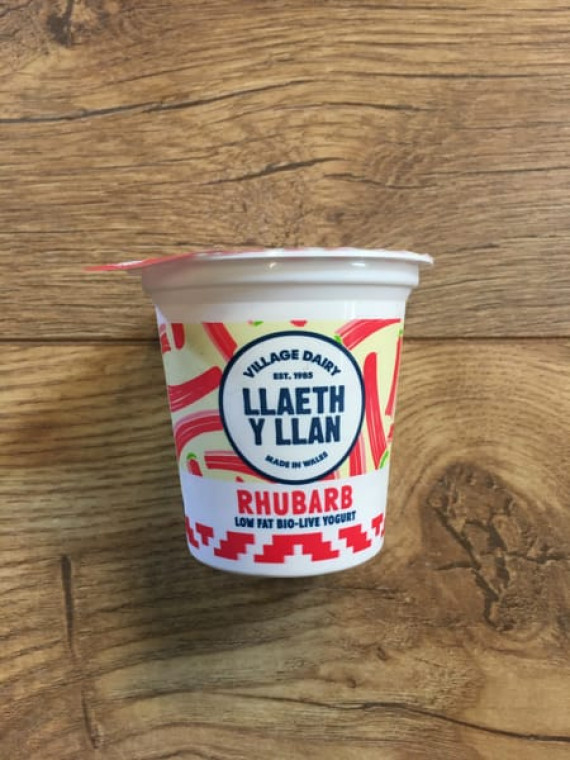 VILLAGE DAIRY
EST. 1985
LLAETH
Y LLAN
MADE IN WALES
RHUBARB
LOW FAT BIO-LIVE YOGURT